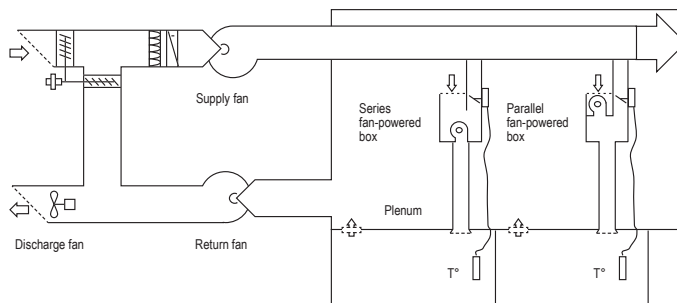 Supply fan
Series
fan-powered
box
Parallel
fan-powered
box
Plenum
Discharge fan
Return fan
T°
T°